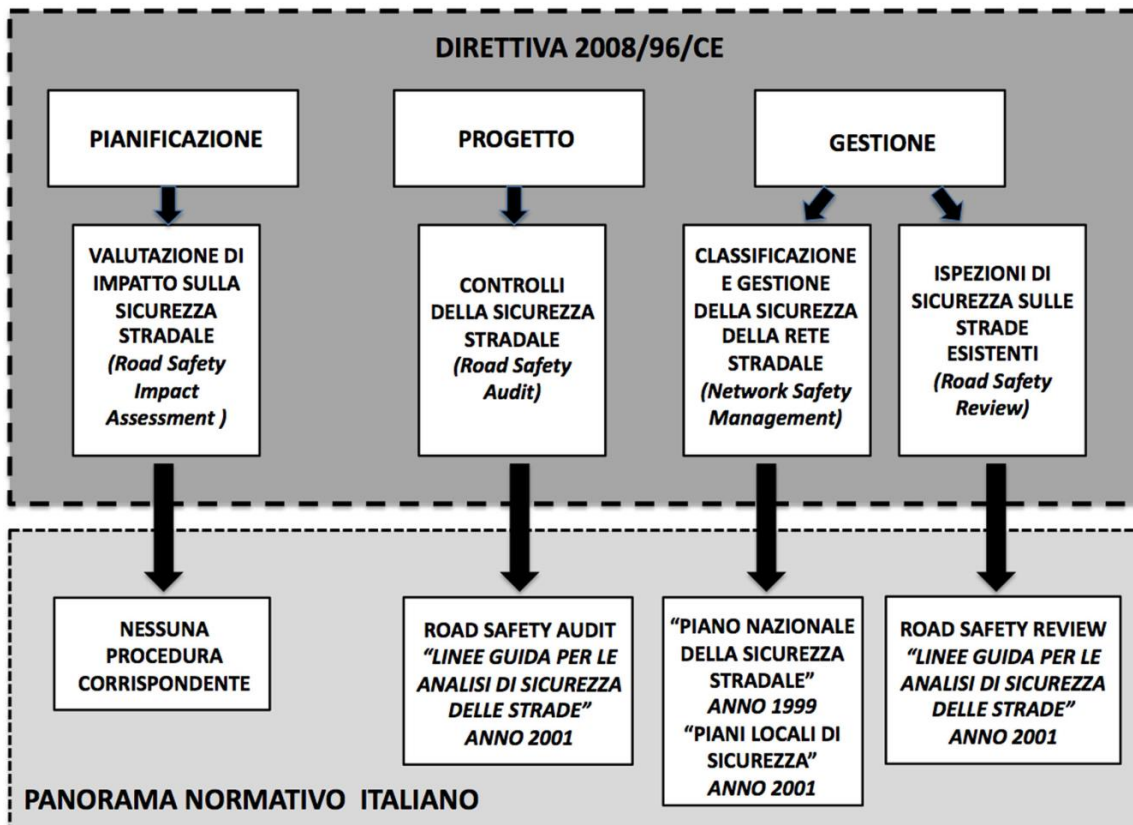 DIRETTIVA 2008/96/CE
PIANIFICAZIONE
PROGETTO
GESTIONE
VALUTAZIONE DI
IMPATTO SULLA
SICUREZZA
STRADALE
(Road Safety
Impact
Assessment )
CONTROLLI
DELLA SICUREZZA
STRADALE
(Road Safety
Audit)
CLASSIFICAZIONE
E GESTIONE
DELLA SICUREZZA
DELLA RETE
STRADALE
(Network Safety
Management)
ISPEZIONI DI
SICUREZZA SULLE
STRADE
ESISTENTI
(Road Safety
Review)
NESSUNA
PROCEDURA
CORRISPONDENTE
ROAD SAFETY AUDIT
“LINEE GUIDA PER LE
ANALISI DI SICUREZZA
DELLE STRADE”
ANNO 2001
“PIANO NAZIONALE
DELLA SICUREZZA
STRADALE”
ANNO 1999
“PIANI LOCALI DI
SICUREZZA”
ANNO 2001
ROAD SAFETY REVIEW
“LINEE GUIDA PER LE
ANALISI DI SICUREZZA
DELLE STRADE”
ANNO 2001
PANORAMA NORMATIVO ITALIANO